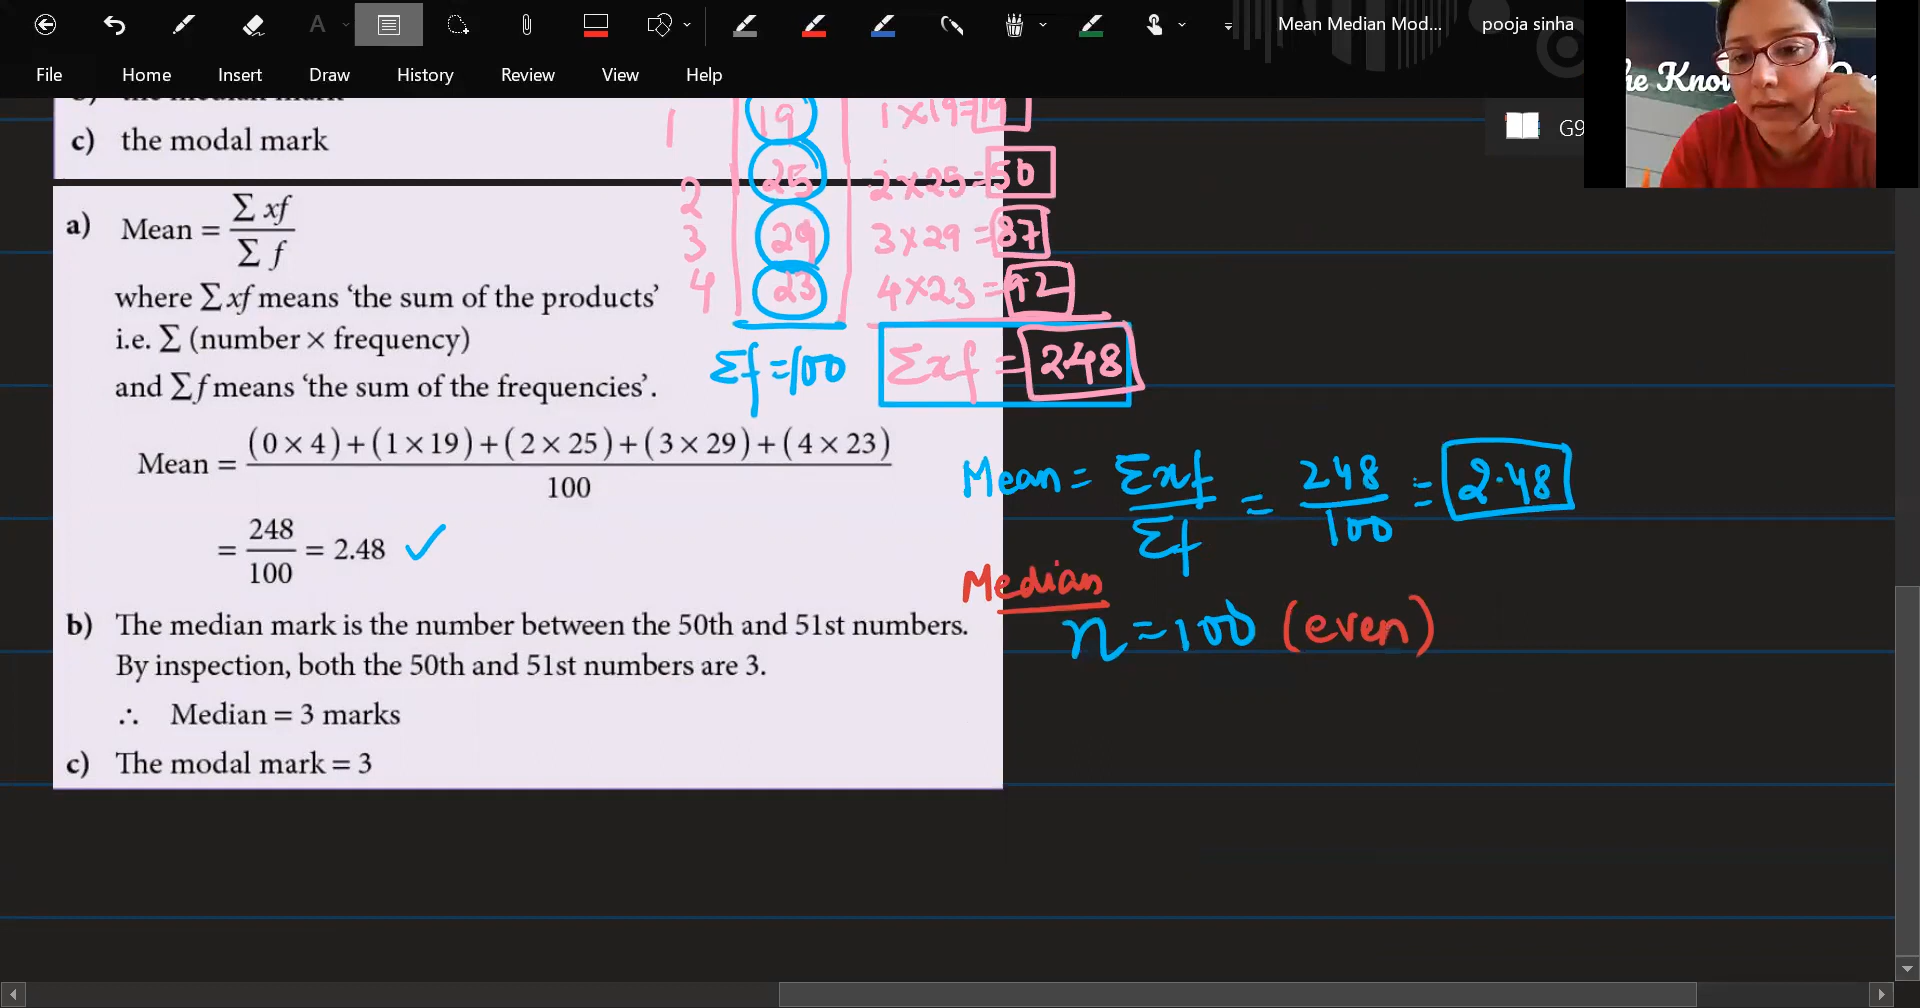 Mean Median Mod... pooja sinha
File Home Insert Draw History Review View Help
c) the modal mark
G9
1 19 1×19=19
2 25 2×25=50
3 29 3×29=87
4 23 4×23=92
Σf=100 Σxf = 248
a) Mean = Σ xf / Σ f
where Σ xf means ‘the sum of the products’
i.e. Σ (number × frequency)
and Σ f means ‘the sum of the frequencies’.
Mean = (0 × 4) + (1 × 19) + (2 × 25) + (3 × 29) + (4 × 23) / 100
= 248 / 100 = 2.48 ✓
Mean = Σxf / Σf = 248 / 100 = 2.48
Median
n=100 (even)
b) The median mark is the number between the 50th and 51st numbers.
By inspection, both the 50th and 51st numbers are 3.
∴ Median = 3 marks
c) The modal mark = 3